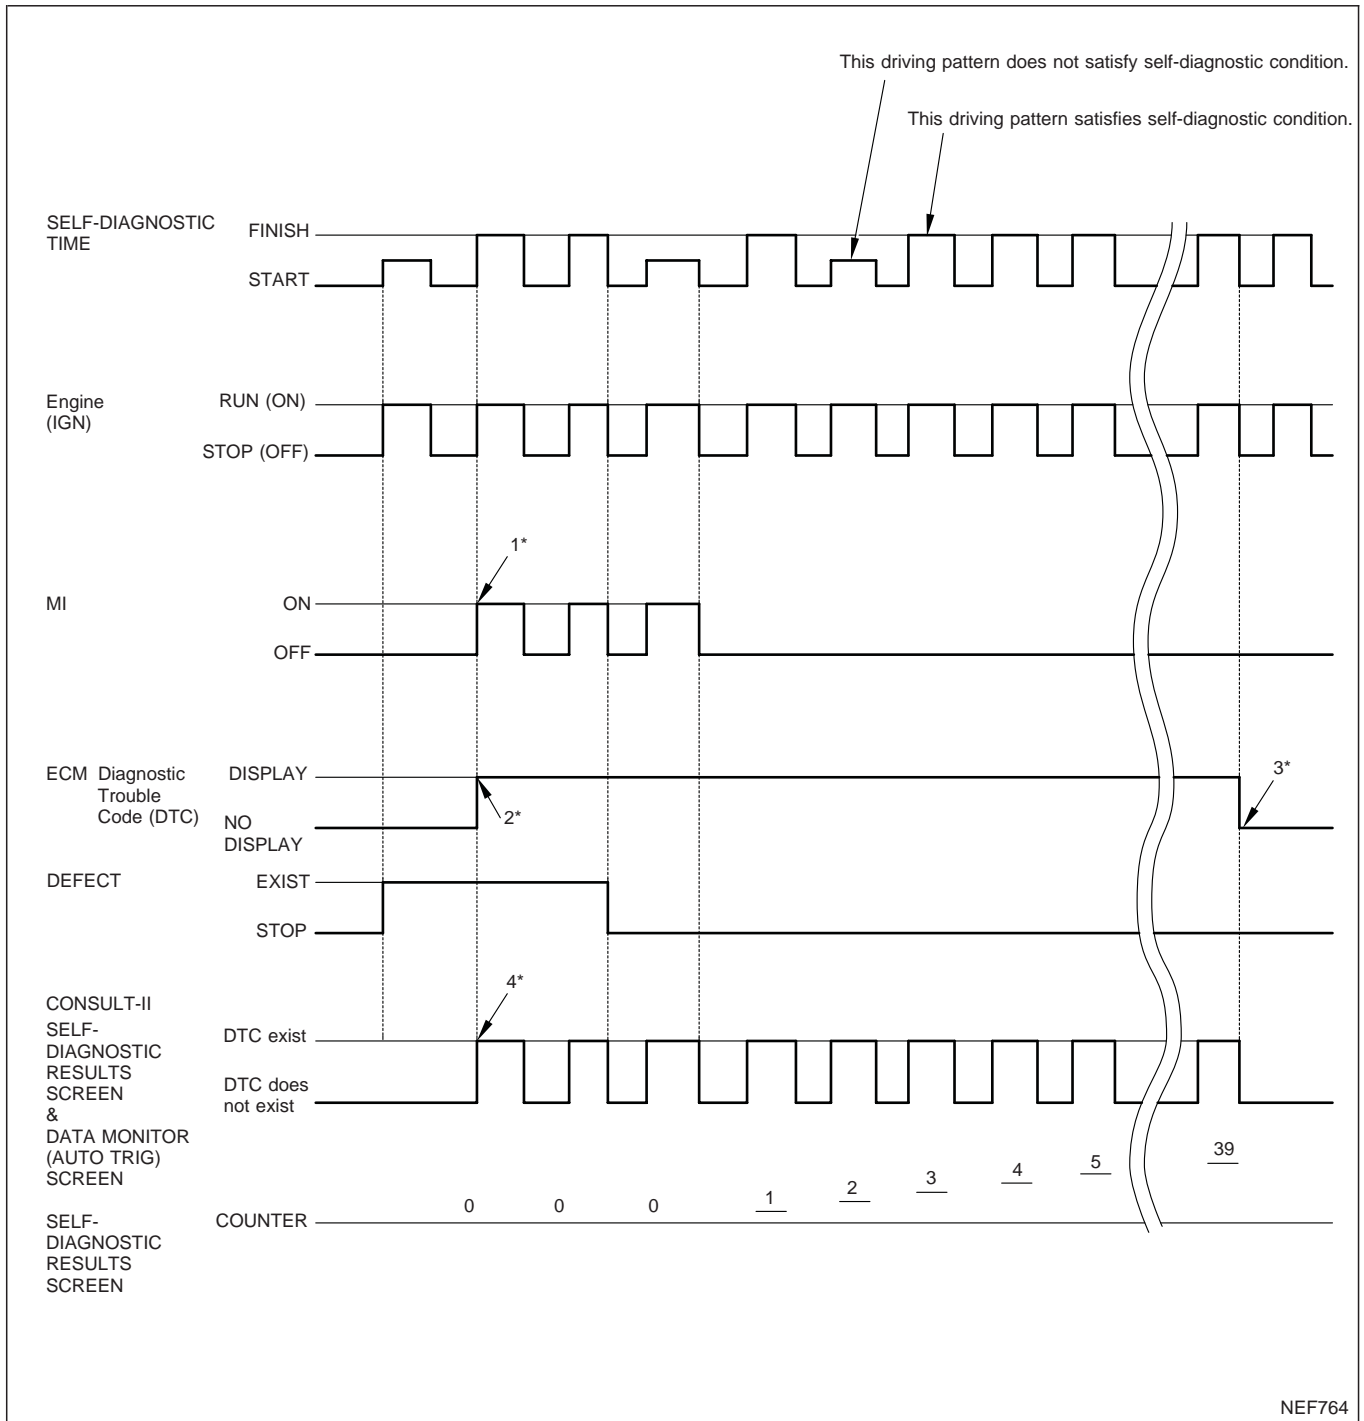 This driving pattern does not satisfy self-diagnostic condition.
This driving pattern satisfies self-diagnostic condition.
SELF-DIAGNOSTIC
TIME
FINISH
START
Engine
(IGN)
RUN (ON)
STOP (OFF)
1*
MI
ON
OFF
ECM Diagnostic
Trouble
Code (DTC)
DISPLAY
NO
DISPLAY
2*
3*
DEFECT
EXIST
STOP
4*
CONSULT-II
SELF-
DIAGNOSTIC
RESULTS
SCREEN
&
DATA MONITOR
(AUTO TRIG)
SCREEN
DTC exist
DTC does
not exist
SELF-
DIAGNOSTIC
RESULTS
SCREEN
COUNTER
0 0 0 1 2 3 4 5 39
NEF764